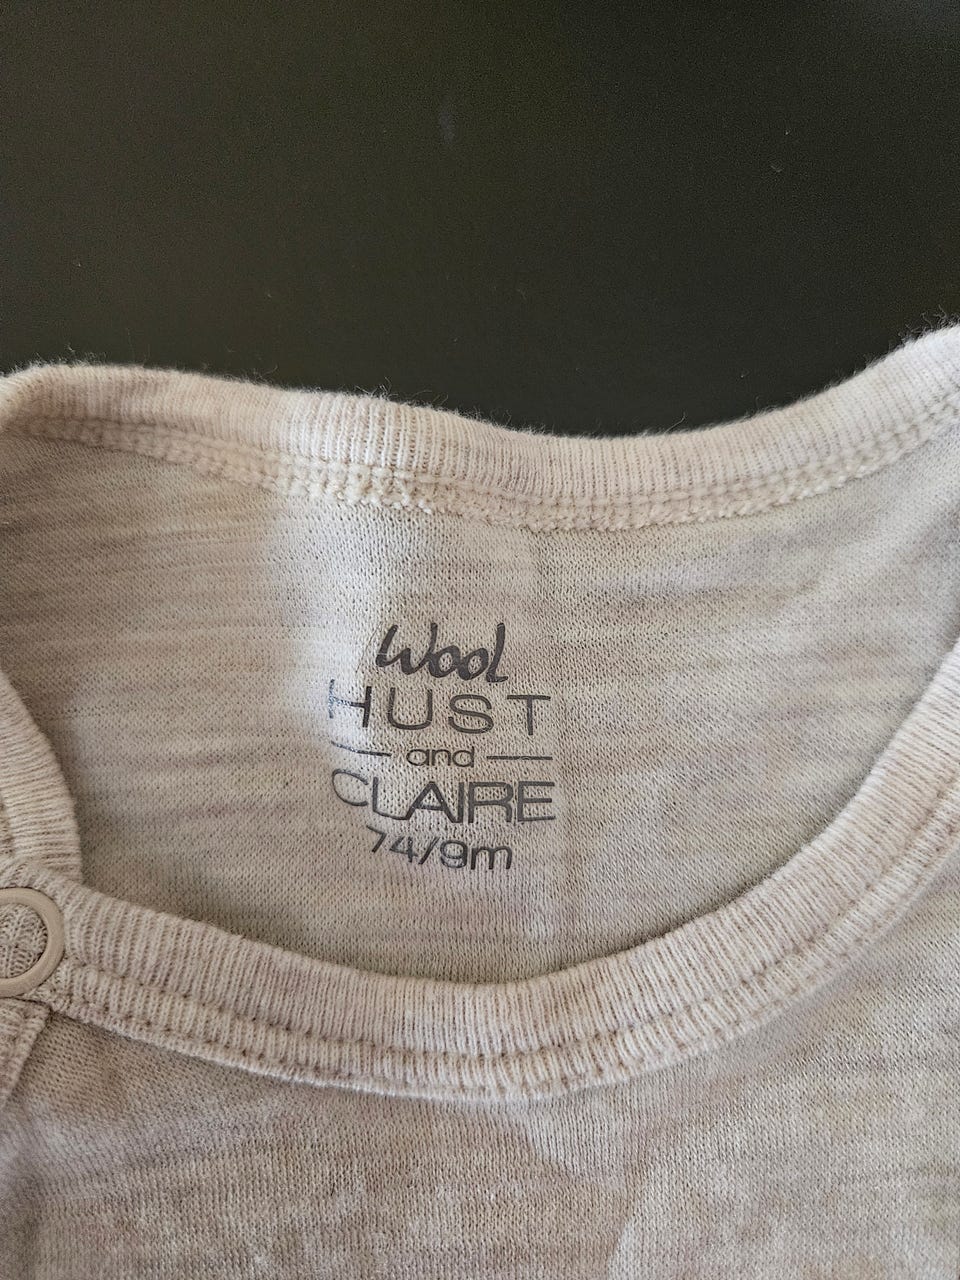 Wool
HUST
and
CLAIRE
74/9m